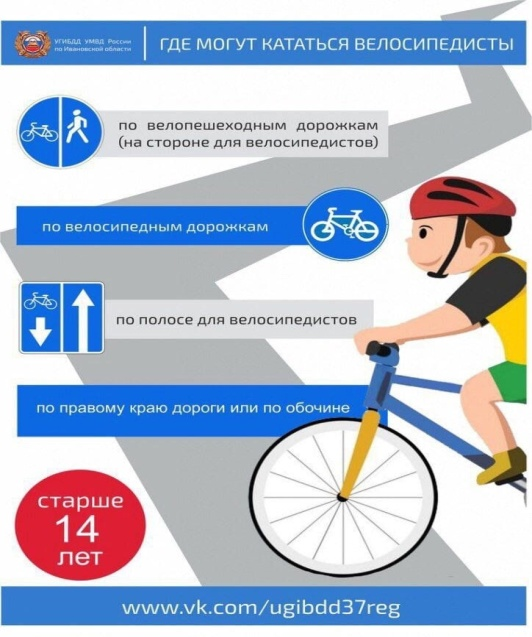 УГИБДД УМВД России
по Ивановской области
ГДЕ МОГУТ КАТАТЬСЯ ВЕЛОСИПЕДИСТЫ
по велопешеходным дорожкам
(на стороне для велосипедистов)
по велосипедным дорожкам
по полосе для велосипедистов
по правому краю дороги или по обочине
старше
14
лет
www.vk.com/ugibdd37reg